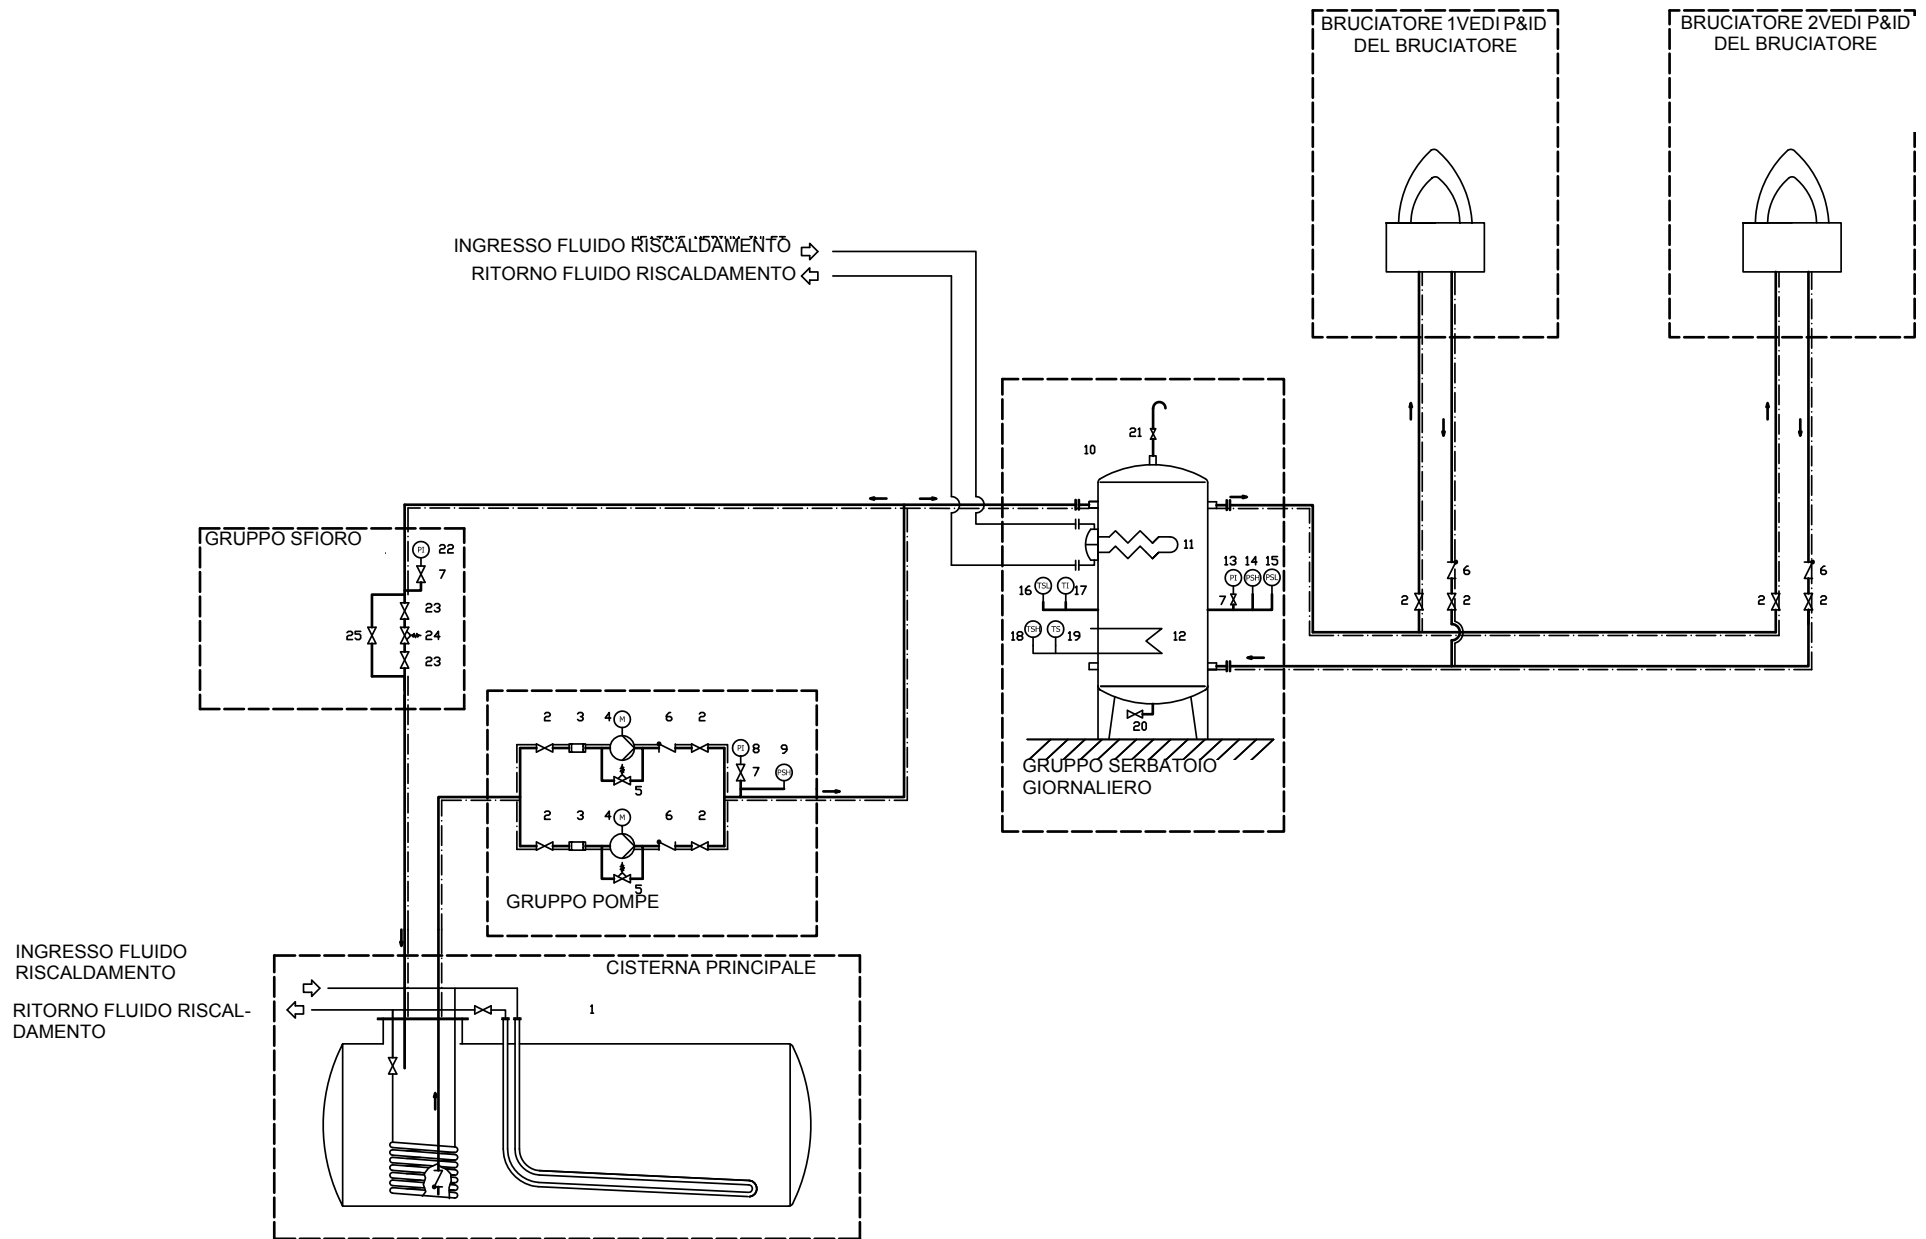 BRUCIATORE 1VEDI P&ID
DEL BRUCIATORE
BRUCIATORE 2VEDI P&ID
DEL BRUCIATORE
INGRESSO FLUIDO RISCALDAMENTO
RITORNO FLUIDO RISCALDAMENTO
21
10
GRUPPO SFIORO
PI 22
7
23
25
24
23
11
13 14 15
PI PSH PSL
7
16 TSL TI 17
18 TSH TS 19
12
20
6
2 2
6
2 2
GRUPPO SERBATOIO
GIORNALIERO
2 3 4 M 6 2
5
PI 8 9
7 PSH
2 3 4 M 6 2
5
GRUPPO POMPE
INGRESSO FLUIDO
RISCALDAMENTO
RITORNO FLUIDO RISCAL-
DAMENTO
CISTERNA PRINCIPALE
1